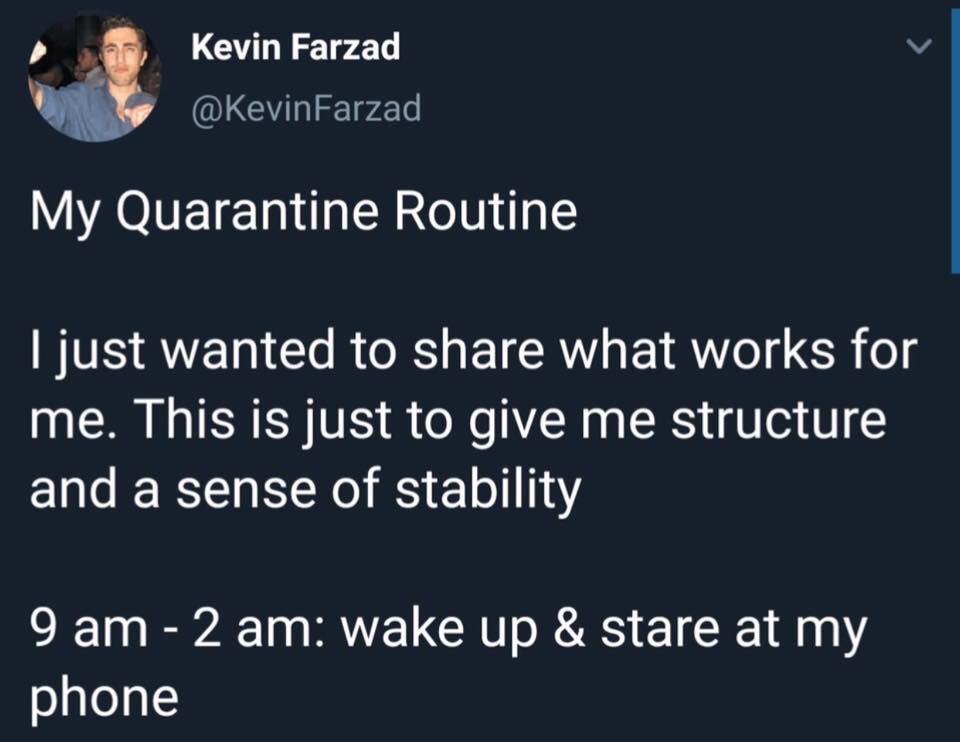 Kevin Farzad
@KevinFarzad
My Quarantine Routine
I just wanted to share what works for
me. This is just to give me structure
and a sense of stability
9 am - 2 am: wake up & stare at my
phone